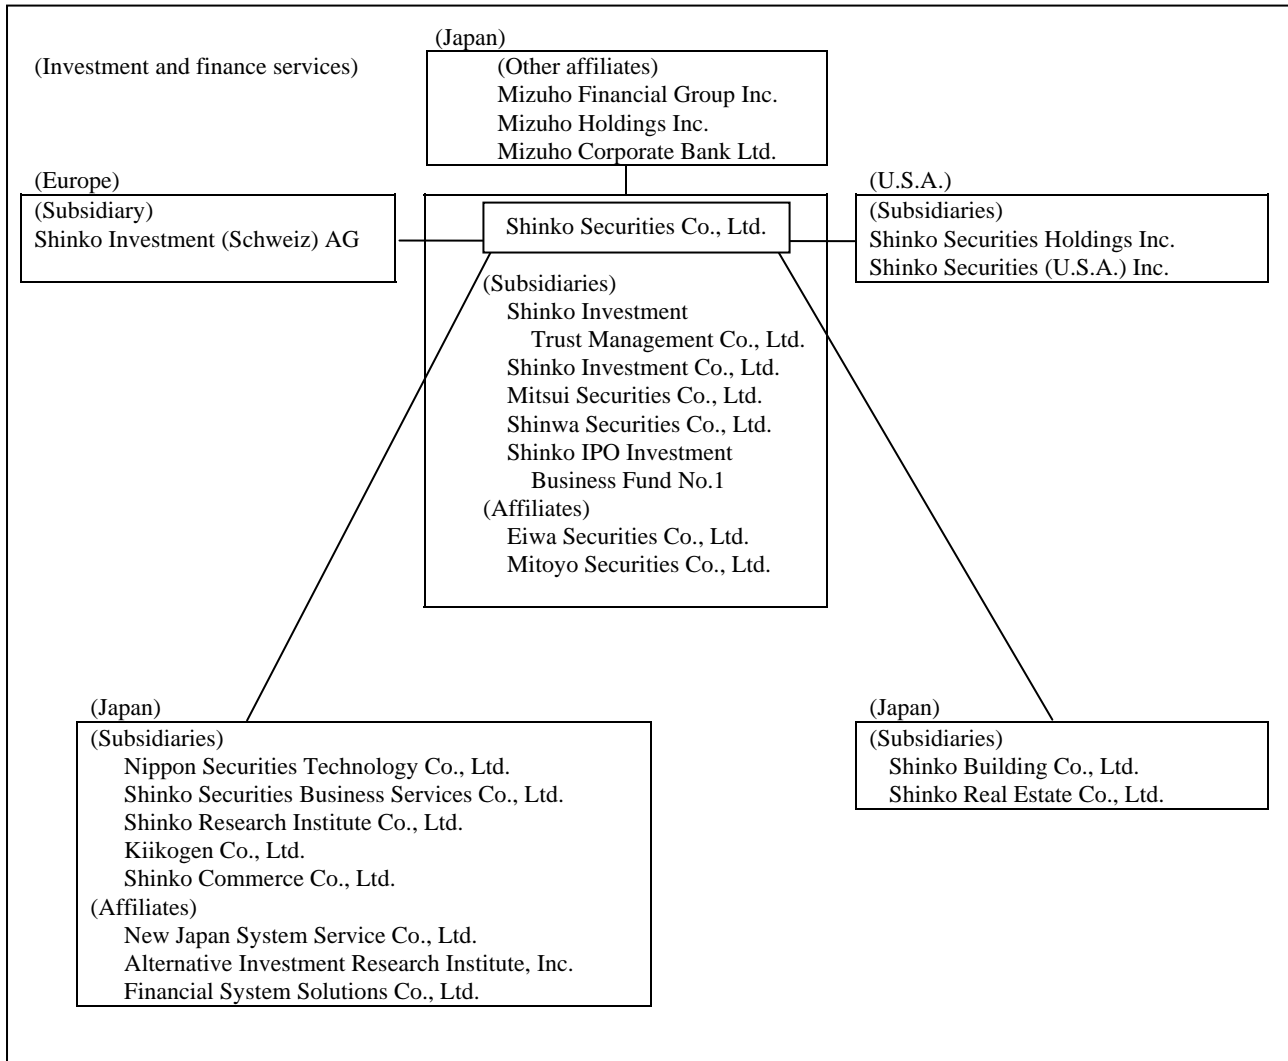 (Japan)
(Investment and finance services)
(Other affiliates)
Mizuho Financial Group Inc.
Mizuho Holdings Inc.
Mizuho Corporate Bank Ltd.
(Europe)
(Subsidiary)
Shinko Investment (Schweiz) AG
Shinko Securities Co., Ltd.
(Subsidiaries)
Shinko Investment
Trust Management Co., Ltd.
Shinko Investment Co., Ltd.
Mitsui Securities Co., Ltd.
Shinwa Securities Co., Ltd.
Shinko IPO Investment
Business Fund No.1
(Affiliates)
Eiwa Securities Co., Ltd.
Mitoyo Securities Co., Ltd.
(U.S.A.)
(Subsidiaries)
Shinko Securities Holdings Inc.
Shinko Securities (U.S.A.) Inc.
(Japan)
(Subsidiaries)
Nippon Securities Technology Co., Ltd.
Shinko Securities Business Services Co., Ltd.
Shinko Research Institute Co., Ltd.
Kiikogen Co., Ltd.
Shinko Commerce Co., Ltd.
(Affiliates)
New Japan System Service Co., Ltd.
Alternative Investment Research Institute, Inc.
Financial System Solutions Co., Ltd.
(Japan)
(Subsidiaries)
Shinko Building Co., Ltd.
Shinko Real Estate Co., Ltd.